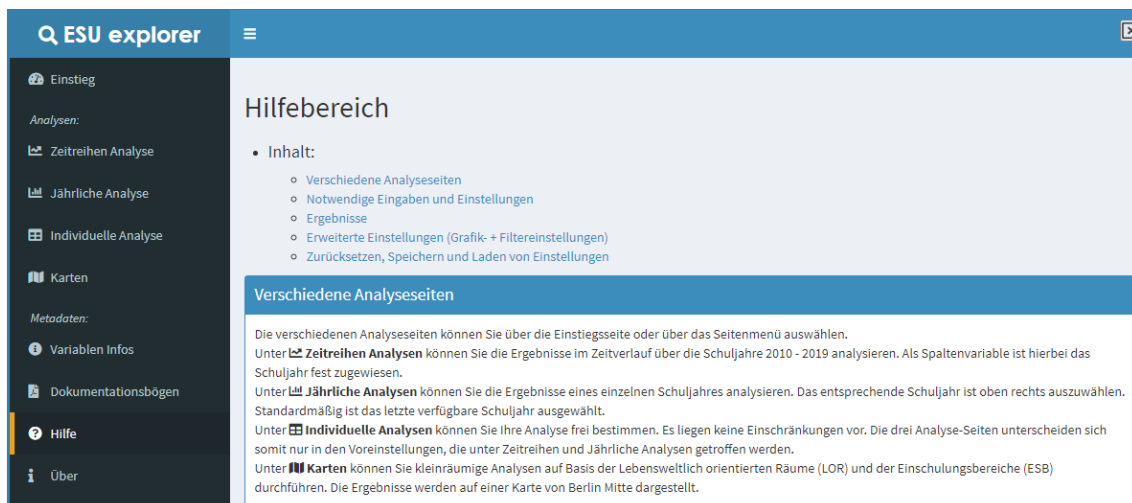 ESU explorer
Einstieg
Analysen:
Zeitreihen Analyse
Jährliche Analyse
Individuelle Analyse
Karten
Metadaten:
Variablen Infos
Dokumentationsbögen
Hilfe
Über
Hilfebereich
Inhalt:
Verschiedene Analyseseiten
Notwendige Eingaben und Einstellungen
Ergebnisse
Erweiterte Einstellungen (Grafik- + Filtereinstellungen)
Zurücksetzen, Speichern und Laden von Einstellungen
Verschiedene Analyseseiten
Die verschiedenen Analyseseiten können Sie über die Einstiegsseite oder über das Seitenmenü auswählen.
Unter Zeitreihen Analysen können Sie die Ergebnisse im Zeitverlauf über die Schuljahre 2010 - 2019 analysieren. Als Spaltenvariable ist hierbei das
Schuljahr fest zugewiesen.
Unter Jährliche Analysen können Sie die Ergebnisse eines einzelnen Schuljahres analysieren. Das entsprechende Schuljahr ist oben rechts auszuwählen.
Standardmäßig ist das letzte verfügbare Schuljahr ausgewählt.
Unter Individuelle Analysen können Sie Ihre Analyse frei bestimmen. Es liegen keine Einschränkungen vor. Die drei Analyse-Seiten unterscheiden sich
somit nur in den Voreinstellungen, die unter Zeitreihen und Jährliche Analysen getroffen werden.
Unter Karten können Sie kleinräumige Analysen auf Basis der Lebensweltlich orientierten Räume (LOR) und der Einschulungsbereiche (ESB)
durchführen. Die Ergebnisse werden auf einer Karte von Berlin Mitte dargestellt.